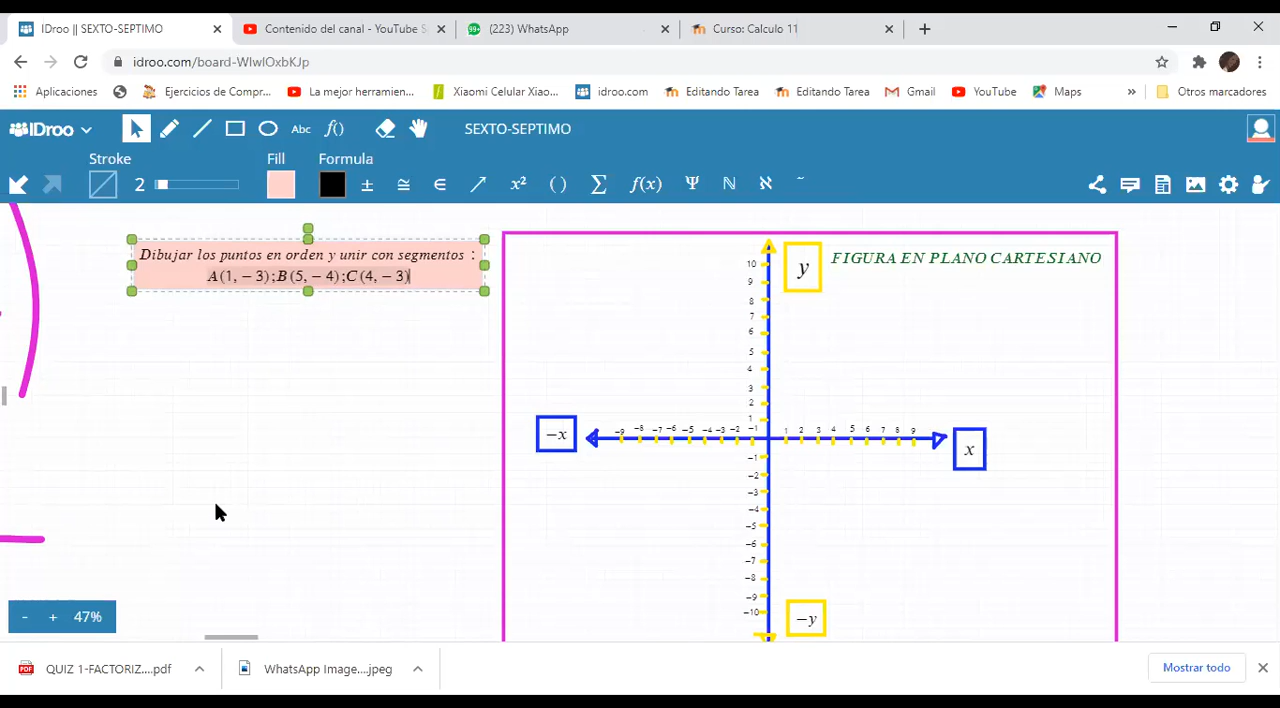 IDroo || SEXTO-SEPTIMO
Contenido del canal - YouTube S
(223) WhatsApp
Curso: Calculo 11
idroo.com/board-WIwIOxbKJp
Aplicaciones
Ejercicios de Compr...
La mejor herramien...
Xiaomi Celular Xiao...
idroo.com
Editando Tarea
Editando Tarea
Gmail
YouTube
Maps
»
Otros marcadores
IDroo
Abc
f()
SEXTO-SEPTIMO
Stroke
Fill
Formula
2
± ≅ ∈ x² ( ) ∑ f(x) Ψ ℕ ℵ ~
Dibujar los puntos en orden y unir con segmentos :
A(1, − 3);B(5, − 4);C(4, − 3)
FIGURA EN PLANO CARTESIANO
y
10
9
8
7
6
5
4
3
2
1
−x
−9 −8 −7 −6 −5 −4 −3 −2 −1 1 2 3 4 5 6 7 8 9
x
−1
−2
−3
−4
−5
−6
−7
−8
−9
−10
−y
- + 47%
QUIZ 1-FACTORIZ....pdf
WhatsApp Image....jpeg
Mostrar todo